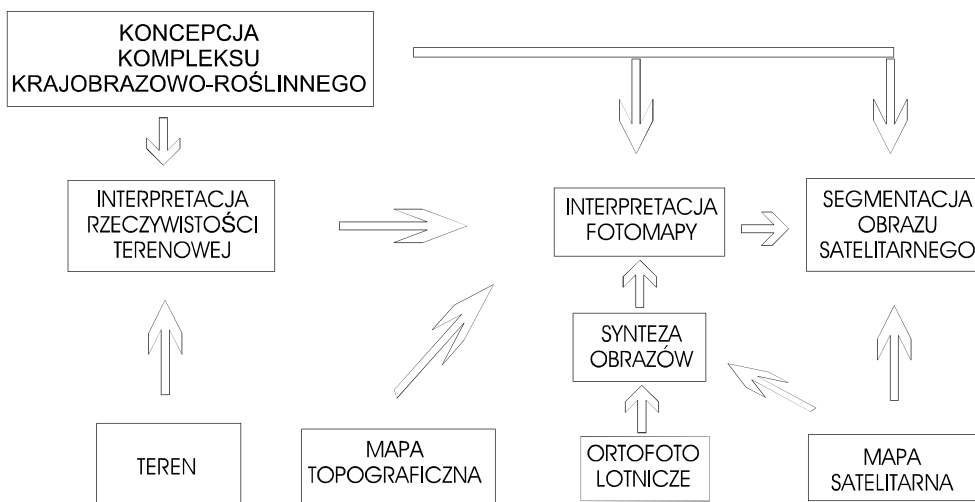 KONCEPCJA
KOMPLEKSU
KRAJOBRAZOWO-ROŚLINNEGO
INTERPRETACJA
RZECZYWISTOŚCI
TERENOWEJ
INTERPRETACJA
FOTOMAPY
SEGMENTACJA
OBRAZU
SATELITARNEGO
SYNTEZA
OBRAZÓW
TEREN
MAPA
TOPOGRAFICZNA
ORTOFOTO
LOTNICZE
MAPA
SATELITARNA